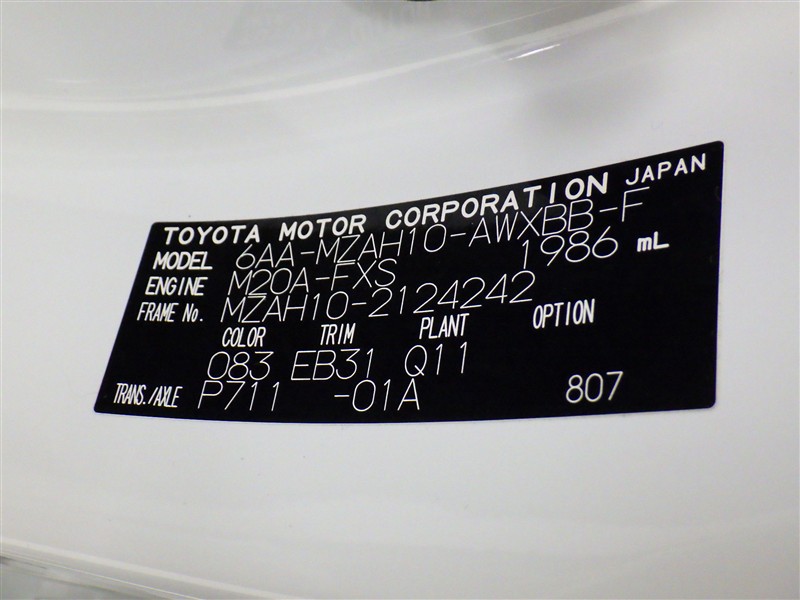 TOYOTA MOTOR CORPORATION JAPAN
MODEL 6AA-MZAH10-AWXBB-F
ENGINE M20A-FXS 1986 mL
FRAME No. MZAH10-2124242
COLOR TRIM PLANT OPTION
083 EB31 Q11
TRANS./AXLE P711 -01A 807